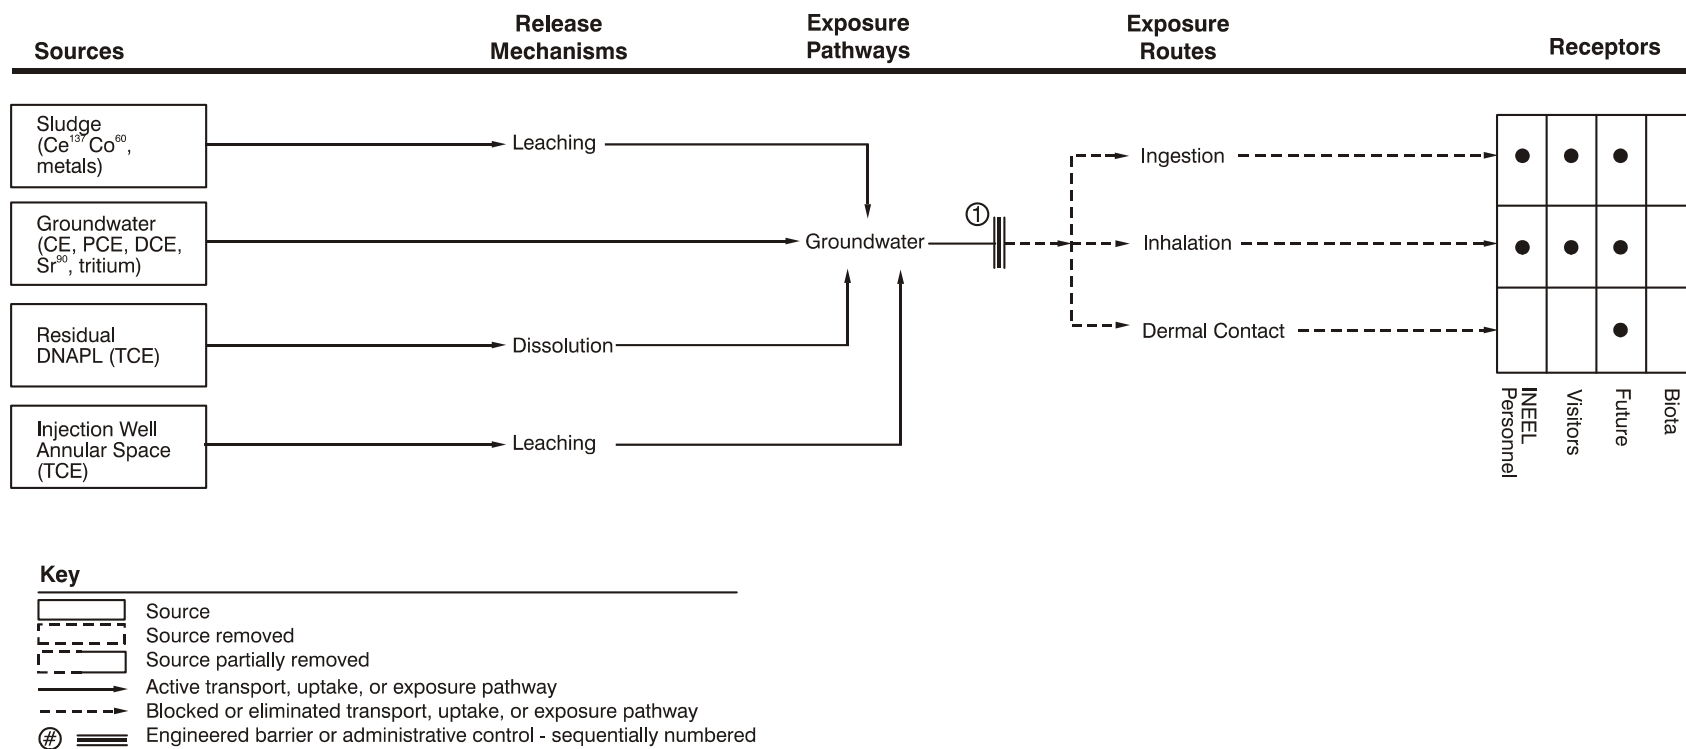 Sources
Release
Mechanisms
Exposure
Pathways
Exposure
Routes
Receptors
Sludge
(Ce¹³⁷Co⁶⁰,
metals)
Leaching
Ingestion
Groundwater
(CE, PCE, DCE,
Sr⁹⁰, tritium)
Groundwater
1
Inhalation
Residual
DNAPL (TCE)
Dissolution
Dermal Contact
Injection Well
Annular Space
(TCE)
Leaching
INEEL
Personnel
Visitors
Future
Biota
Key
Source
Source removed
Source partially removed
Active transport, uptake, or exposure pathway
Blocked or eliminated transport, uptake, or exposure pathway
# Engineered barrier or administrative control - sequentially numbered